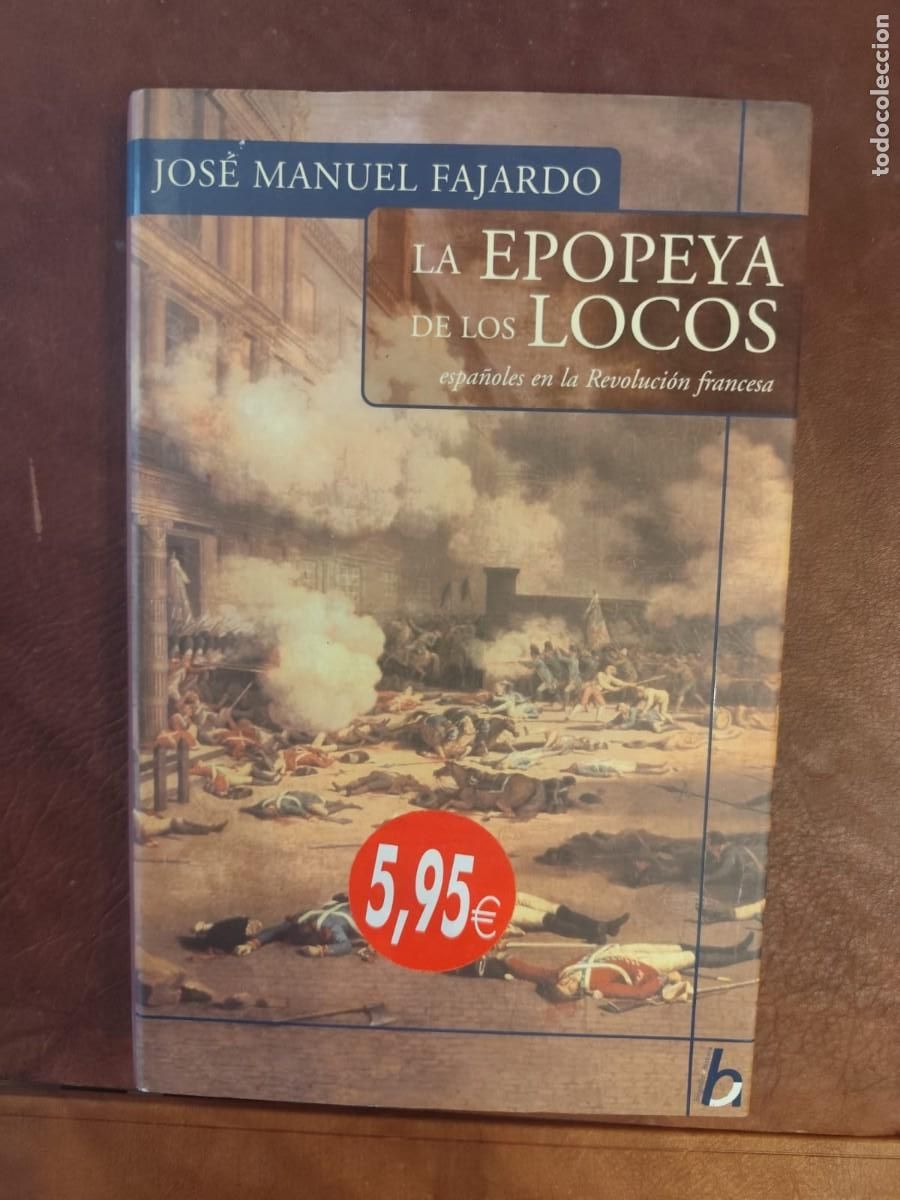 JOSÉ MANUEL FAJARDO
LA EPOPEYA
DE LOS LOCOS
españoles en la Revolución francesa
5,95€
b
todocoleccion